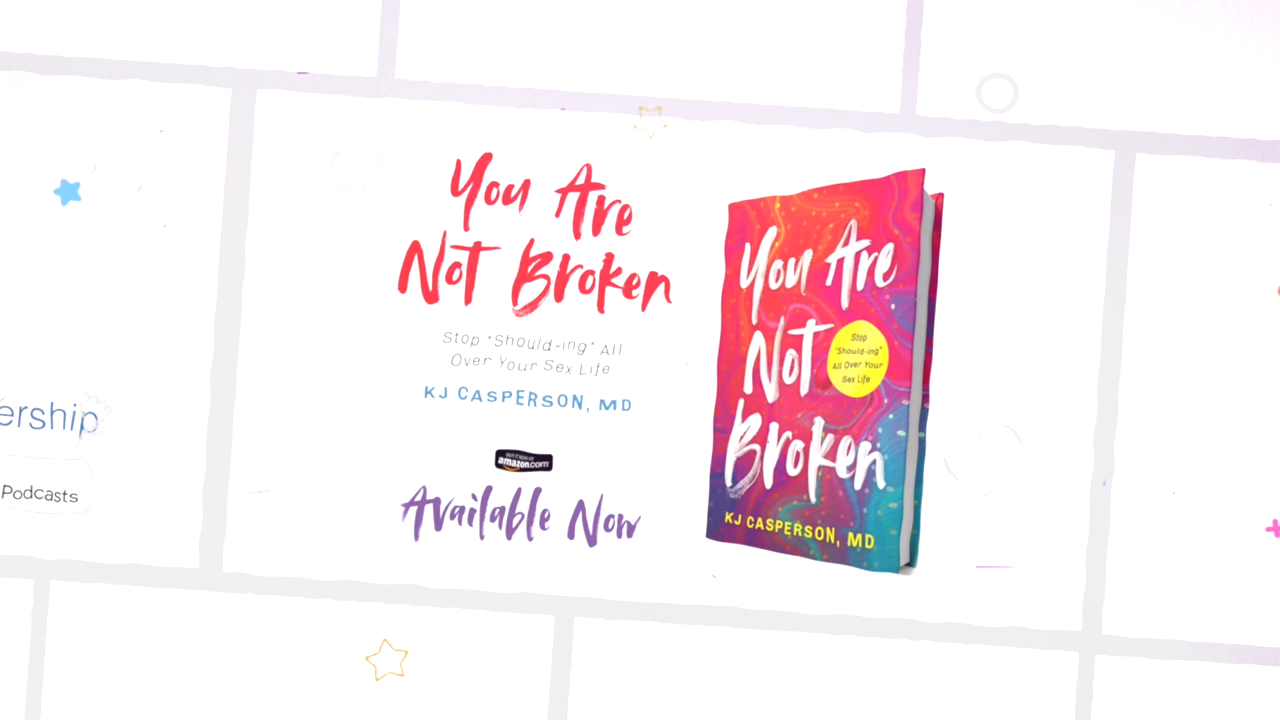 You Are
Not Broken
Stop "Should-ing" All
Over Your Sex Life
KJ CASPERSON, MD
amazon.com
Available Now
You Are
Not
Broken
Stop
"Should-ing"
All Over Your
Sex Life
KJ CASPERSON, MD
ership
Podcasts